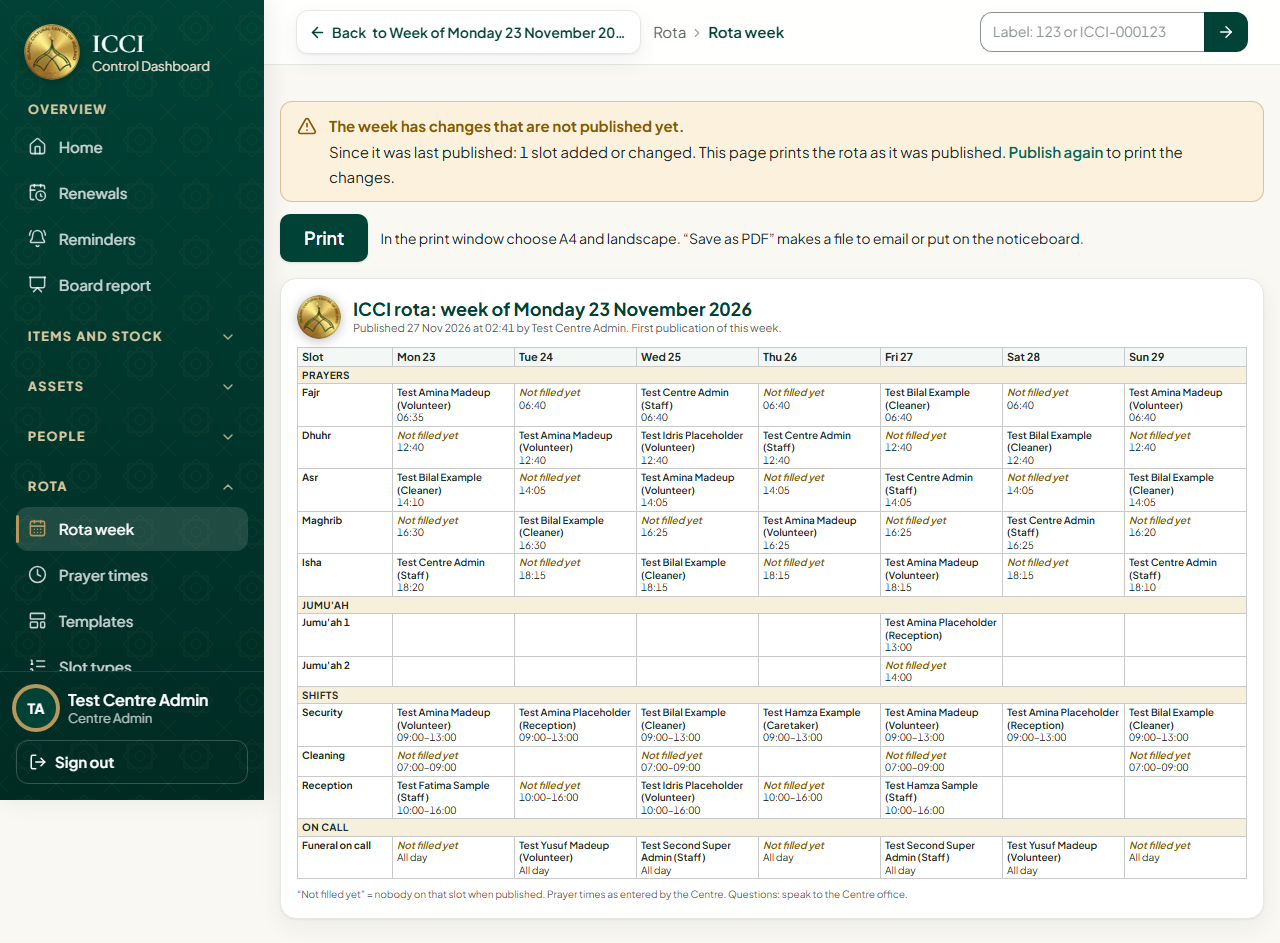 ICCI
Control Dashboard
OVERVIEW
Home
Renewals
Reminders
Board report
ITEMS AND STOCK
ASSETS
PEOPLE
ROTA
Rota week
Prayer times
Templates
Slot types
TA
Test Centre Admin
Centre Admin
Sign out
Back to Week of Monday 23 November 20…
Rota › Rota week
Label: 123 or ICCI-000123
The week has changes that are not published yet.
Since it was last published: 1 slot added or changed. This page prints the rota as it was published. Publish again to print the
changes.
Print
In the print window choose A4 and landscape. “Save as PDF” makes a file to email or put on the noticeboard.
ICCI rota: week of Monday 23 November 2026
Published 27 Nov 2026 at 02:41 by Test Centre Admin. First publication of this week.
Slot Mon 23 Tue 24 Wed 25 Thu 26 Fri 27 Sat 28 Sun 29
PRAYERS
Fajr Test Amina Madeup Not filled yet Test Centre Admin Not filled yet Test Bilal Example Not filled yet Test Amina Madeup
(Volunteer) 06:40 (Staff) 06:40 (Cleaner) 06:40 (Volunteer)
06:35 06:40 06:40 06:40
Dhuhr Not filled yet Test Amina Madeup Test Idris Placeholder Test Centre Admin Not filled yet Test Bilal Example Not filled yet
12:40 (Volunteer) (Volunteer) (Staff) 12:40 (Cleaner) 12:40
12:40 12:40 12:40 12:40
Asr Test Bilal Example Not filled yet Test Amina Madeup Not filled yet Test Centre Admin Not filled yet Test Bilal Example
(Cleaner) 14:05 (Volunteer) 14:05 (Staff) 14:05 (Cleaner)
14:10 14:05 14:05 14:05
Maghrib Not filled yet Test Bilal Example Not filled yet Test Amina Madeup Not filled yet Test Centre Admin Not filled yet
16:30 (Cleaner) 16:25 (Volunteer) 16:25 (Staff) 16:20
16:30 16:25 16:25
Isha Test Centre Admin Not filled yet Test Bilal Example Not filled yet Test Amina Madeup Not filled yet Test Centre Admin
(Staff) 18:15 (Cleaner) 18:15 (Volunteer) 18:15 (Staff)
18:20 18:15 18:15 18:10
JUMU'AH
Jumu'ah 1 Test Amina Placeholder
(Reception)
13:00
Jumu'ah 2 Not filled yet
14:00
SHIFTS
Security Test Amina Madeup Test Amina Placeholder Test Bilal Example Test Hamza Example Test Amina Madeup Test Amina Placeholder Test Bilal Example
(Volunteer) (Reception) (Cleaner) (Caretaker) (Volunteer) (Reception) (Cleaner)
09:00–13:00 09:00–13:00 09:00–13:00 09:00–13:00 09:00–13:00 09:00–13:00 09:00–13:00
Cleaning Not filled yet Not filled yet Not filled yet Not filled yet
07:00–09:00 07:00–09:00 07:00–09:00 07:00–09:00
Reception Test Fatima Sample Not filled yet Test Idris Placeholder Not filled yet Test Hamza Sample
(Staff) 10:00–16:00 (Volunteer) 10:00–16:00 (Staff)
10:00–16:00 10:00–16:00 10:00–16:00
ON CALL
Funeral on call Not filled yet Test Yusuf Madeup Test Second Super Not filled yet Test Second Super Test Yusuf Madeup Not filled yet
All day (Volunteer) Admin (Staff) All day Admin (Staff) (Volunteer) All day
All day All day All day All day
“Not filled yet” = nobody on that slot when published. Prayer times as entered by the Centre. Questions: speak to the Centre office.